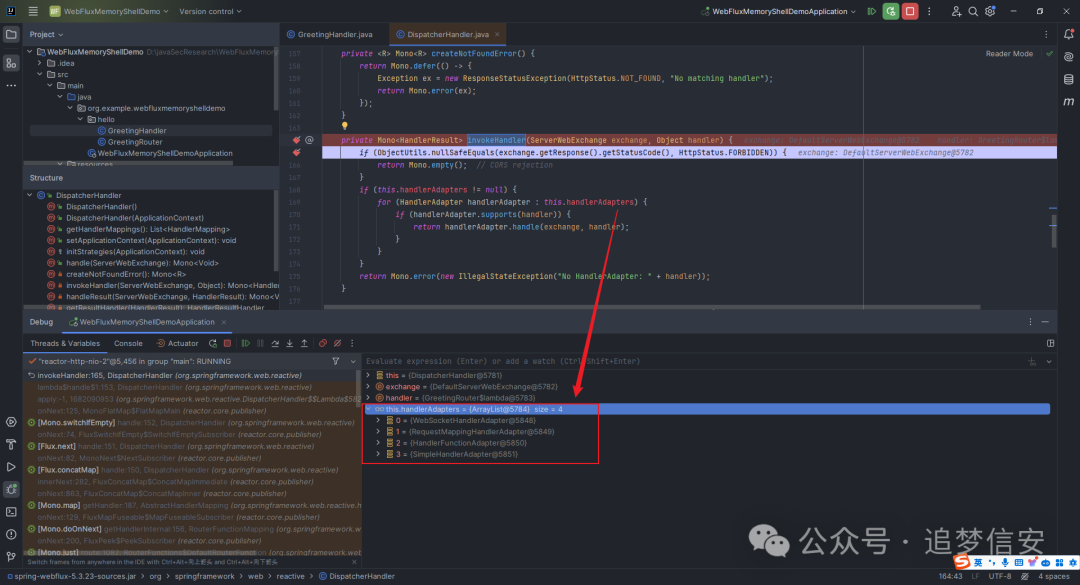 WF WebFluxMemoryShellDemo Version control WebFluxMemoryShellDemoApplication
Project
WebFluxMemoryShellDemo D:\javaSecResearch\WebFluxMem
.idea
src
main
java
org.example.webfluxmemoryshelldemo
hello
GreetingHandler
GreetingRouter
WebFluxMemoryShellDemoApplication
resources
Structure
DispatcherHandler
DispatcherHandler()
DispatcherHandler(ApplicationContext)
getHandlerMappings(): List<HandlerMapping>
setApplicationContext(ApplicationContext): void
initStrategies(ApplicationContext): void
handle(ServerWebExchange): Mono<Void>
createNotFoundError(): Mono<R>
invokeHandler(ServerWebExchange, Object): Mono<Handler
handleResult(ServerWebExchange, HandlerResult): Mono<V
getResultHandler(HandlerResult): HandlerResultHandler
GreetingHandler.java DispatcherHandler.java
Reader Mode
157 private <R> Mono<R> createNotFoundError() {
158 return Mono.defer(() -> {
159 Exception ex = new ResponseStatusException(HttpStatus.NOT_FOUND, "No matching handler");
160 return Mono.error(ex);
161 });
162 }
163
private Mono<HandlerResult> invokeHandler(ServerWebExchange exchange, Object handler) { exchange: DefaultServerWebExchange@5782
if (ObjectUtils.nullSafeEquals(exchange.getResponse().getStatusCode(), HttpStatus.FORBIDDEN)) { exchange: DefaultServerWebExchange@5782
166 return Mono.empty(); // CORS rejection
167 }
168 if (this.handlerAdapters != null) {
169 for (HandlerAdapter handlerAdapter : this.handlerAdapters) {
170 if (handlerAdapter.supports(handler)) {
171 return handlerAdapter.handle(exchange, handler);
172 }
173 }
174 }
175 return Mono.error(new IllegalStateException("No HandlerAdapter: " + handler));
176 }
177
Debug WebFluxMemoryShellDemoApplication
Threads & Variables Console Actuator
"reactor-http-nio-2"@5,456 in group "main": RUNNING
invokeHandler:165, DispatcherHandler (org.springframework.web.reactive)
lambda$handle$1:153, DispatcherHandler (org.springframework.web.reactive)
apply:-1, 1682090953 (org.springframework.web.reactive.DispatcherHandler$$Lambda$58
onNext:125, MonoFlatMap$FlatMapMain (reactor.core.publisher)
[Mono.switchIfEmpty] handle:152, DispatcherHandler (org.springframework.web.reactive)
onNext:74, FluxSwitchIfEmpty$SwitchIfEmptySubscriber (reactor.core.publisher)
[Flux.next] handle:151, DispatcherHandler (org.springframework.web.reactive)
onNext:82, MonoNext$NextSubscriber (reactor.core.publisher)
[Flux.concatMap] handle:150, DispatcherHandler (org.springframework.web.reactive)
innerNext:282, FluxConcatMap$ConcatMapImmediate (reactor.core.publisher)
onNext:863, FluxConcatMap$ConcatMapInner (reactor.core.publisher)
[Mono.map] getHandler:187, AbstractHandlerMapping (org.springframework.web.reactive.h
onNext:129, FluxMapFuseable$MapFuseableSubscriber (reactor.core.publisher)
[Mono.doOnNext] getHandlerInternal:156, RouterFunctionMapping (org.springframework
onNext:200, FluxPeek$PeekSubscriber (reactor.core.publisher)
Switch frames from anywhere in the IDE with Ctrl+Alt+向上箭头 and Ctrl+Alt+向下箭头
Evaluate expression (Enter) or add a watch (Ctrl+Shift+Enter)
this = {DispatcherHandler@5781}
exchange = {DefaultServerWebExchange@5782}
handler = {GreetingRouter$lambda@5783}
this.handlerAdapters = {ArrayList@5784} size = 4
0 = {WebSocketHandlerAdapter@5848}
1 = {RequestMappingHandlerAdapter@5849}
2 = {HandlerFunctionAdapter@5850}
3 = {SimpleHandlerAdapter@5851}
公众号 · 追梦信安
英
spring-webflux-5.3.23-sources.jar > org > springframework > web > reactive > DispatcherHandler
164:43 LF UTF-8 4 spaces